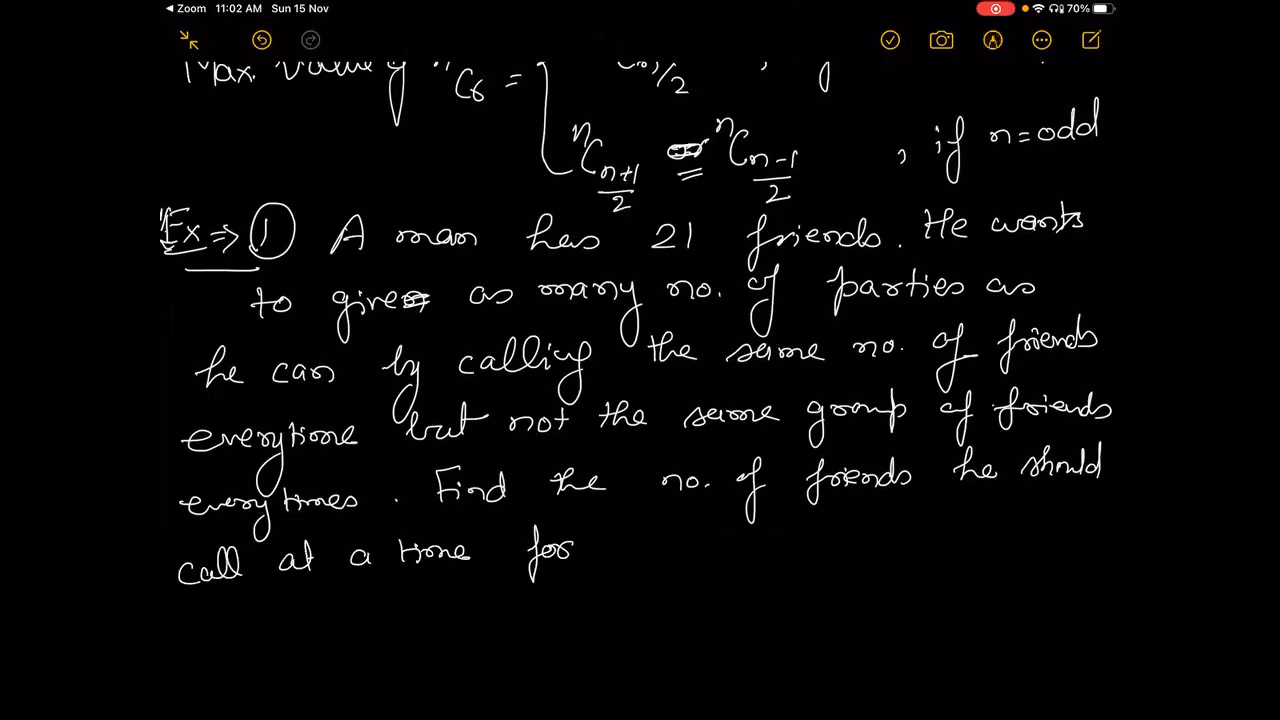 Zoom 11:02 AM Sun 15 Nov 70%
Max. Value of nC6 =
nC n+1/2 = nC n-1/2 , if n=odd
Ex ⇒ 1 A man has 21 friends. He wants
to give as many no. of parties as
he can by calling the same no. of friends
everytime but not the same group of friends
everytimes. Find the no. of friends he should
call at a time for